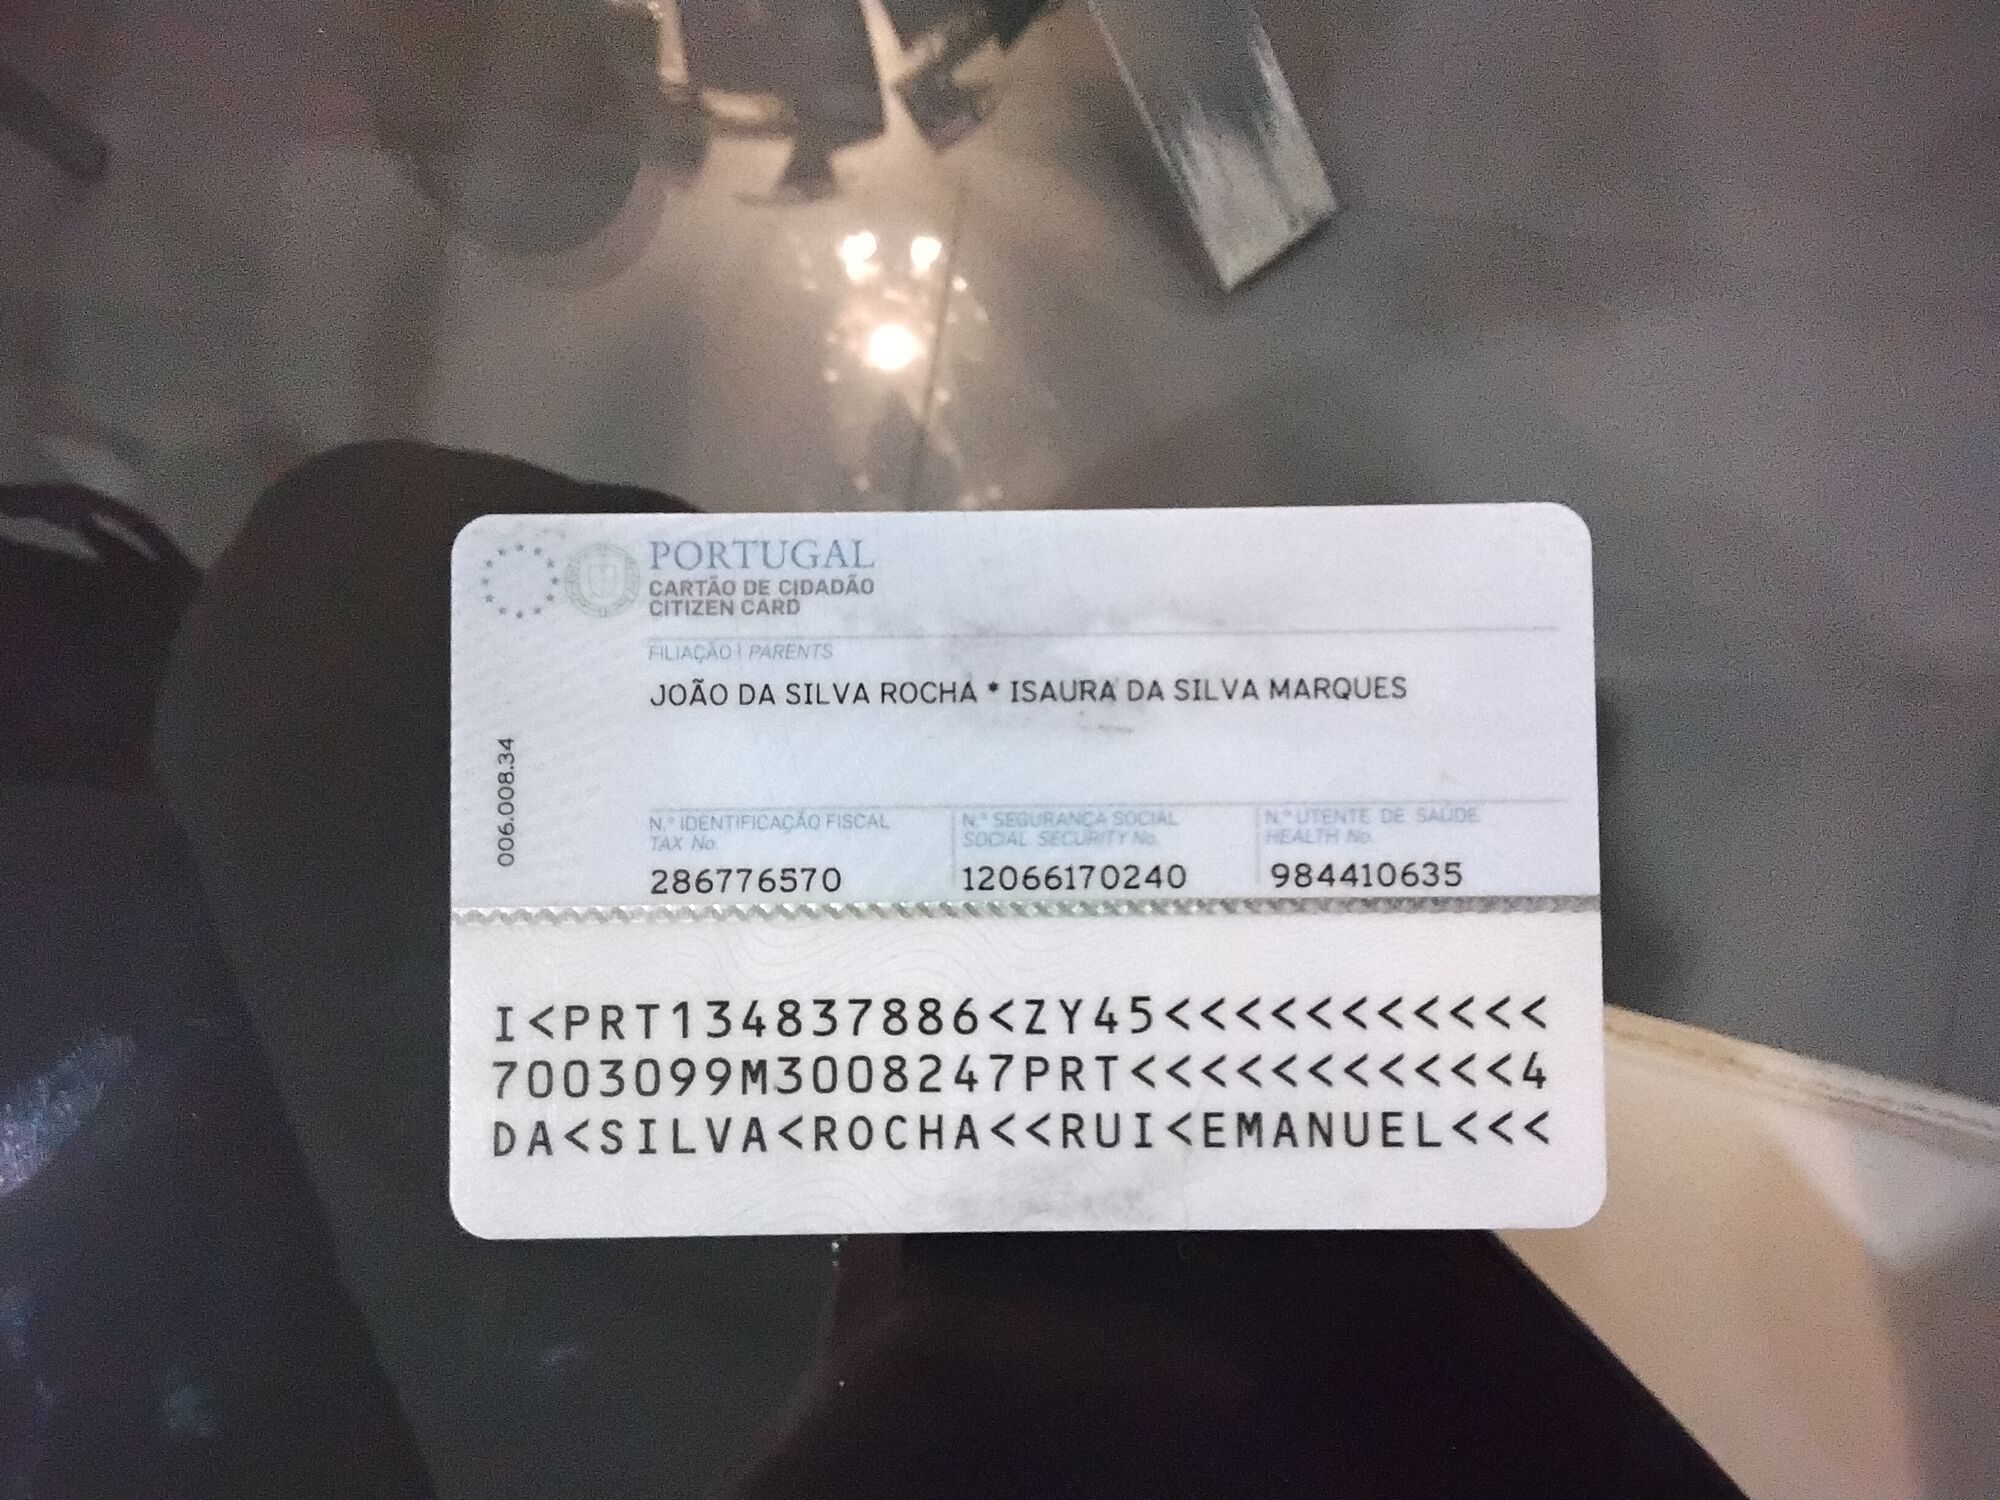 PORTUGAL
CARTÃO DE CIDADÃO
CITIZEN CARD
FILIAÇÃO | PARENTS
JOÃO DA SILVA ROCHA * ISAURA DA SILVA MARQUES
006.008.34
N.º IDENTIFICAÇÃO FISCAL
TAX No.
286776570
N.º SEGURANÇA SOCIAL
SOCIAL SECURITY No.
12066170240
N.º UTENTE DE SAÚDE
HEALTH No.
984410635
I<PRT134837886<ZY45<<<<<<<<<<<
7003099M3008247PRT<<<<<<<<<<<4
DA<SILVA<ROCHA<<RUI<EMANUEL<<<